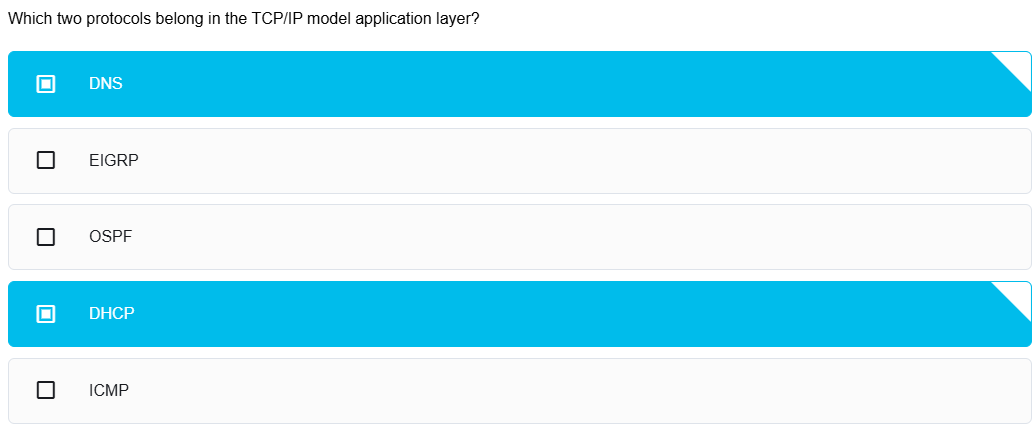 Which two protocols belong in the TCP/IP model application layer?
DNS
EIGRP
OSPF
DHCP
ICMP